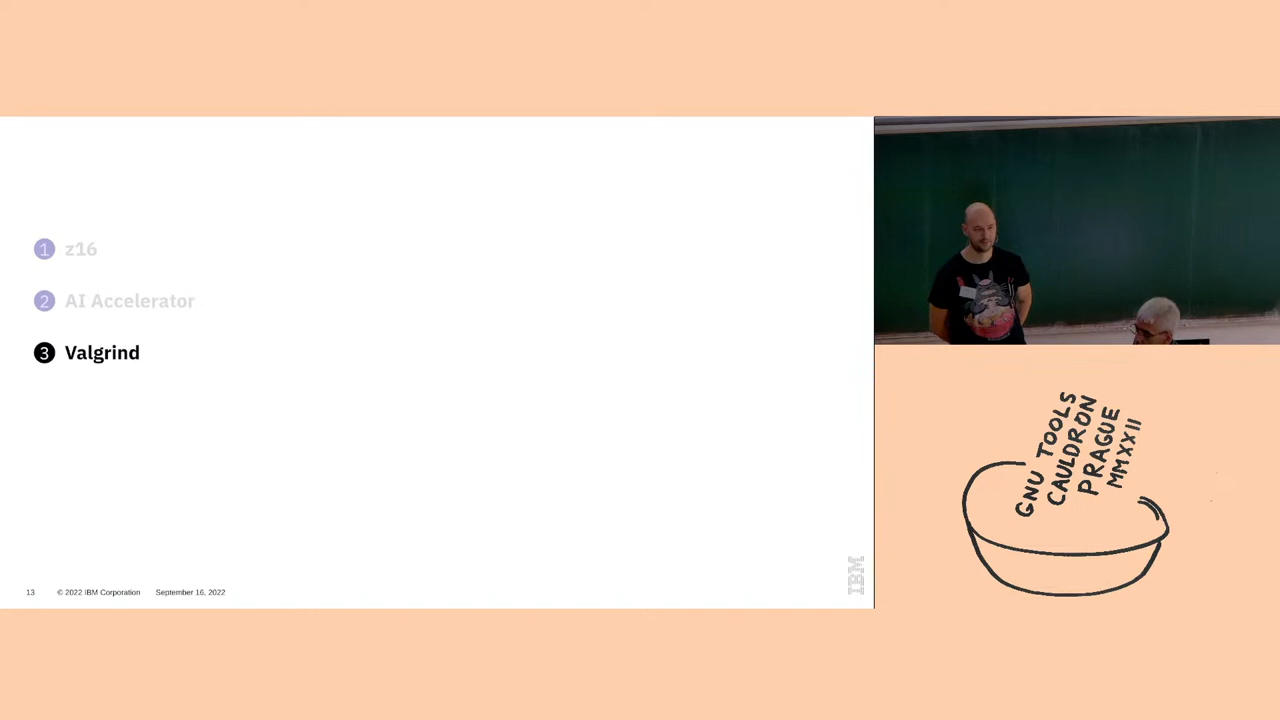 1 z16
2 AI Accelerator
3 Valgrind
13 © 2022 IBM Corporation September 16, 2022
IBM
GNU TOOLS
CAULDRON
PRAGUE
MMXXII